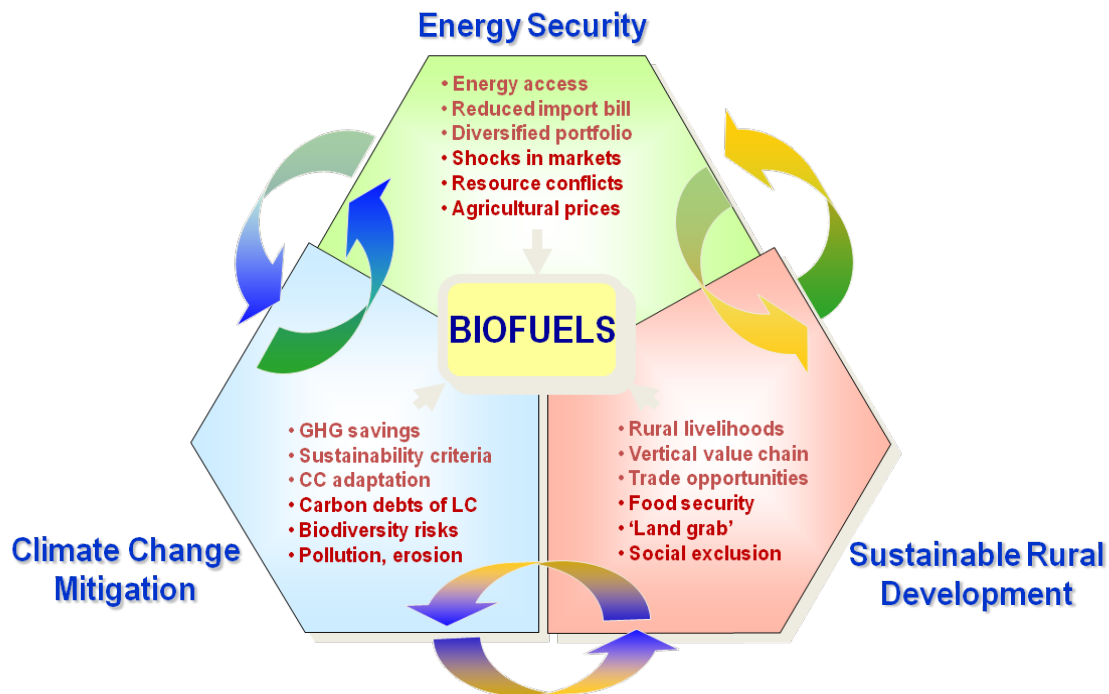 Energy Security
• Energy access
• Reduced import bill
• Diversified portfolio
• Shocks in markets
• Resource conflicts
• Agricultural prices
BIOFUELS
• GHG savings
• Sustainability criteria
• CC adaptation
• Carbon debts of LC
• Biodiversity risks
• Pollution, erosion
• Rural livelihoods
• Vertical value chain
• Trade opportunities
• Food security
• ‘Land grab’
• Social exclusion
Climate Change
Mitigation
Sustainable Rural
Development